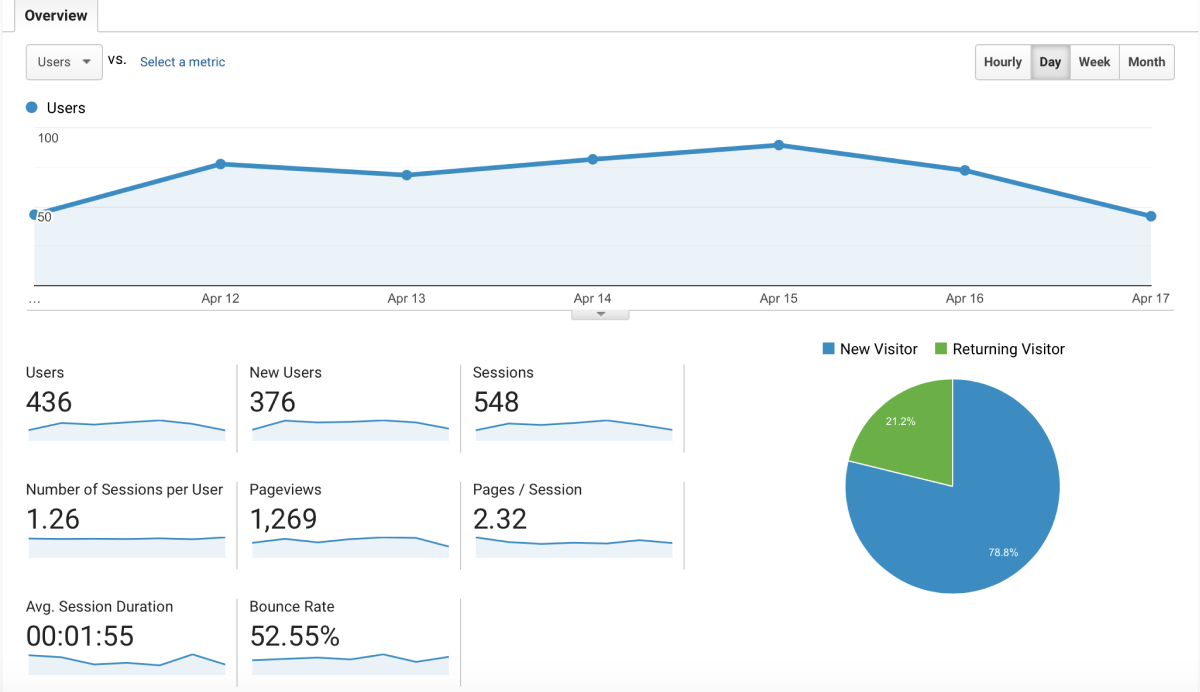 Overview
Users vs. Select a metric Hourly Day Week Month
Users
100
50
... Apr 12 Apr 13 Apr 14 Apr 15 Apr 16 Apr 17
New Visitor Returning Visitor
Users New Users Sessions
436 376 548
21.2%
Number of Sessions per User Pageviews Pages / Session
1.26 1,269 2.32
78.8%
Avg. Session Duration Bounce Rate
00:01:55 52.55%